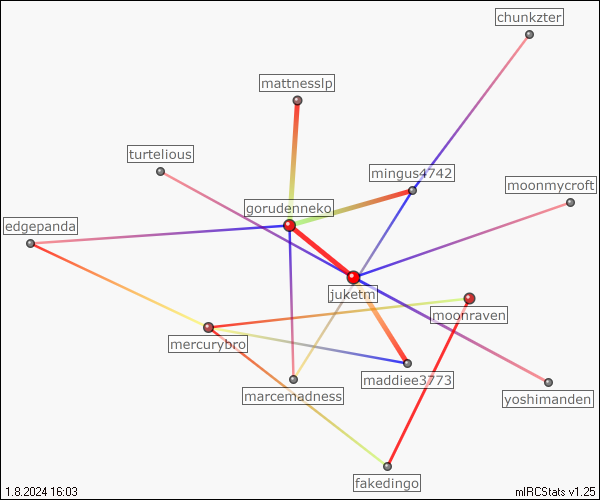 chunkzter
mattnesslp
turtelious
mingus4742
moonmycroft
gorudenneko
edgepanda
juketm
moonraven
mercurybro
maddiee3773
marcemadness
yoshimanden
fakedingo
1.8.2024 16:03
mIRCStats v1.25